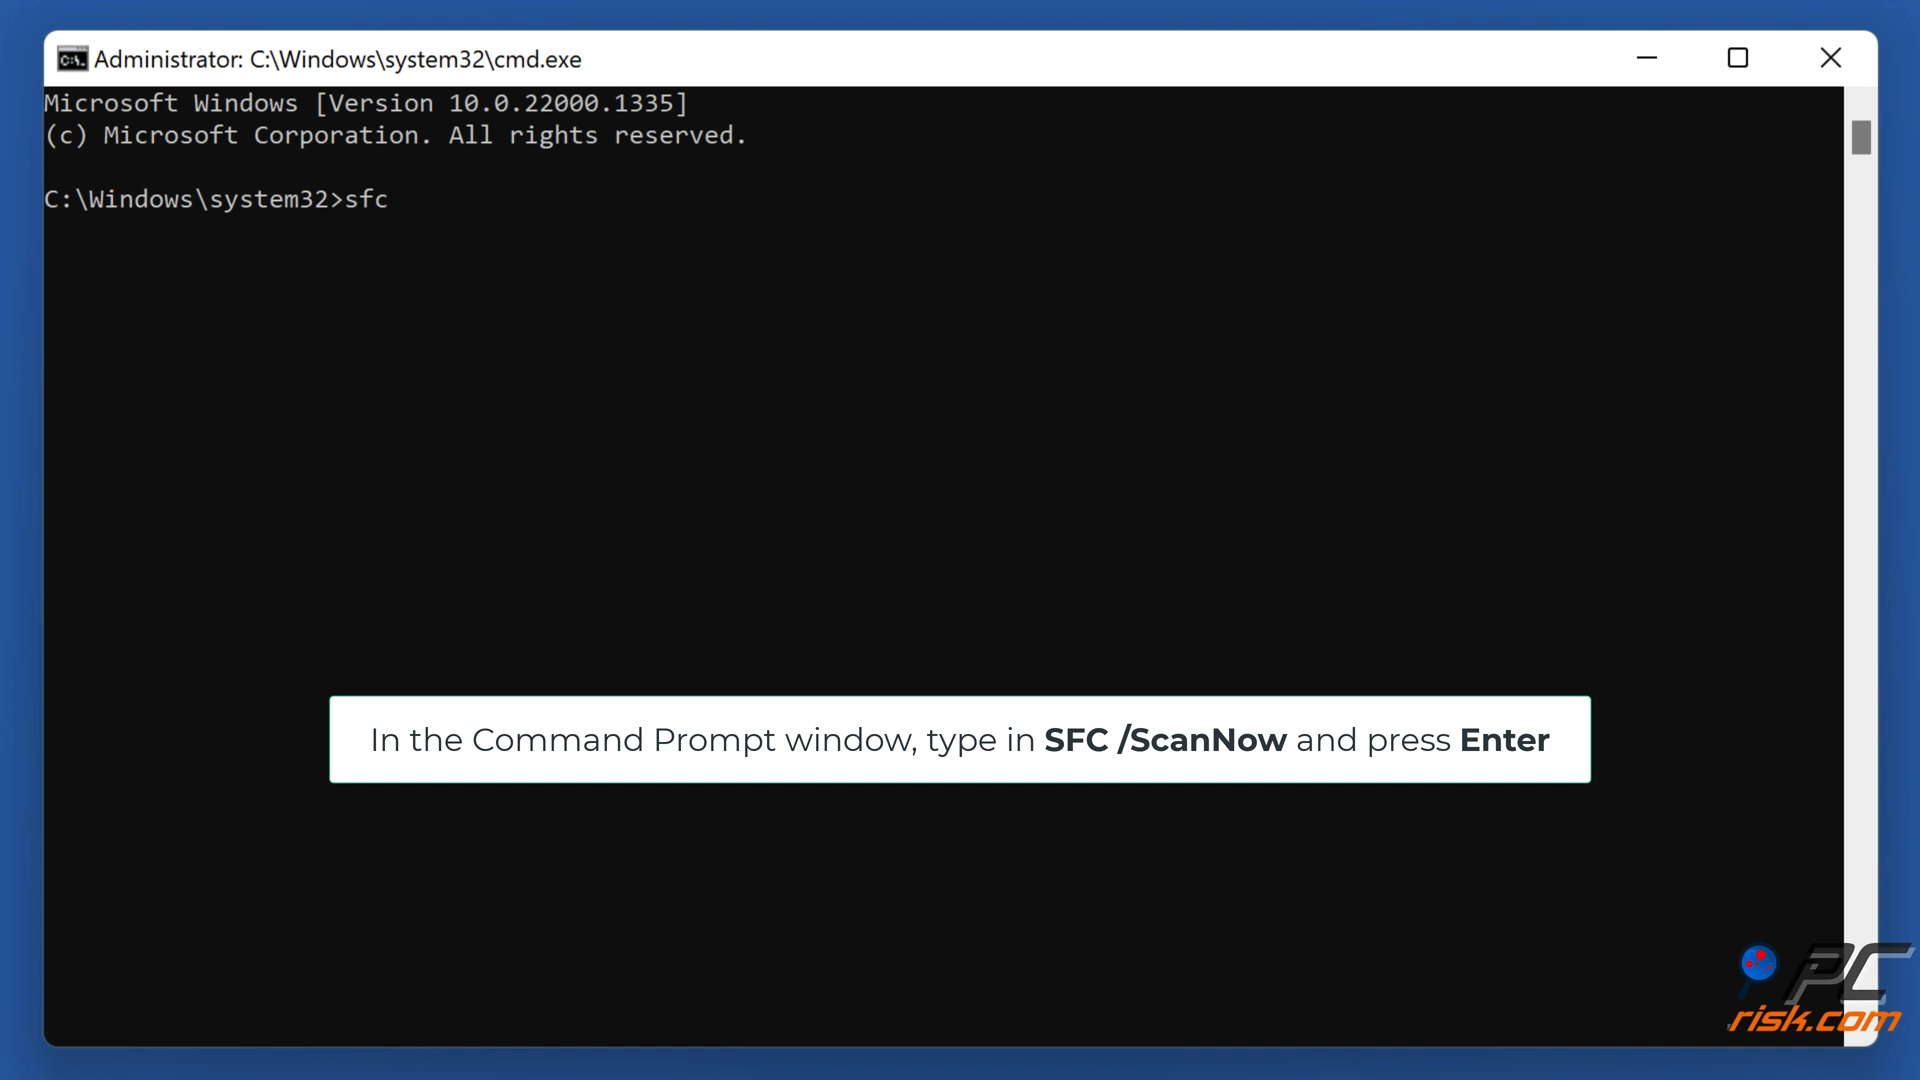 Administrator: C:\Windows\system32\cmd.exe
Microsoft Windows [Version 10.0.22000.1335]
(c) Microsoft Corporation. All rights reserved.
C:\Windows\system32>sfc
In the Command Prompt window, type in SFC /ScanNow and press Enter
PC
risk.com